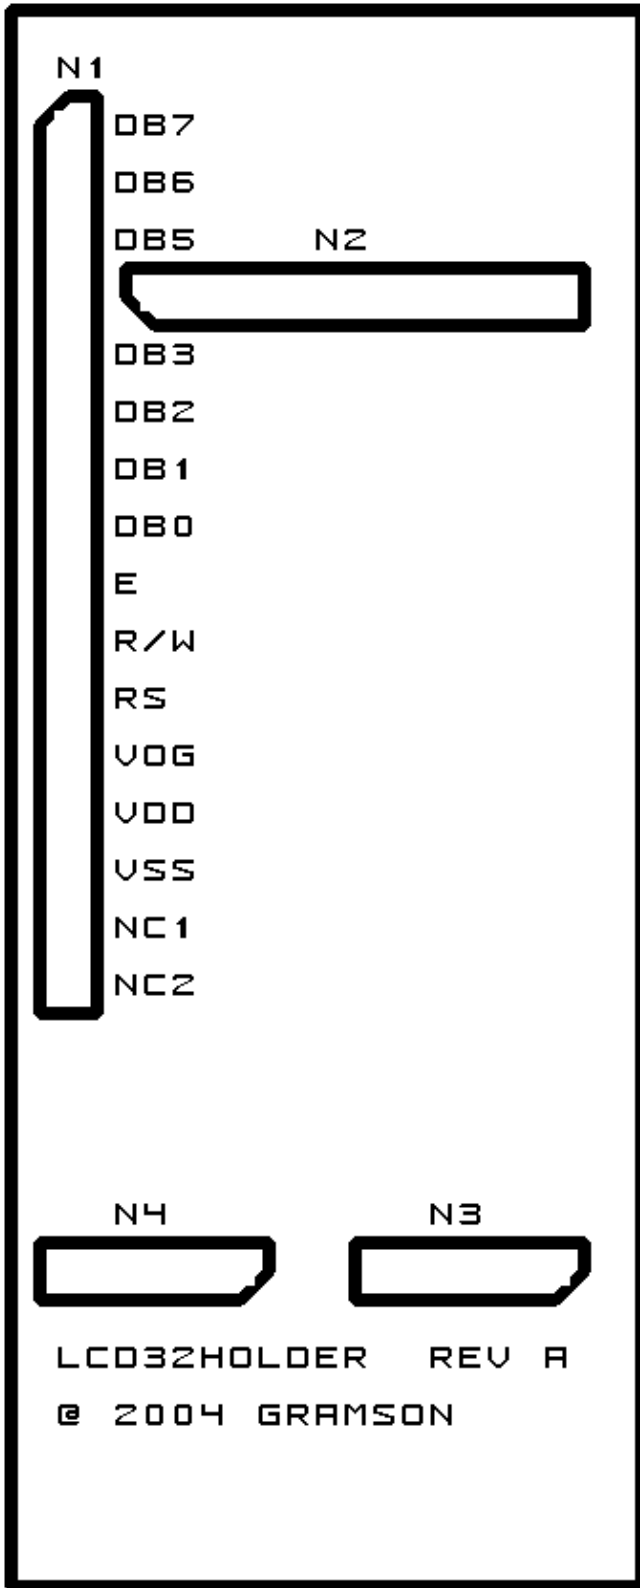 N1
DB7
DB6
DB5 N2
DB3
DB2
DB1
DB0
E
R/W
RS
VOG
VDD
VSS
NC1
NC2
N4 N3
LCD32HOLDER REV A
@ 2004 GRAMSON